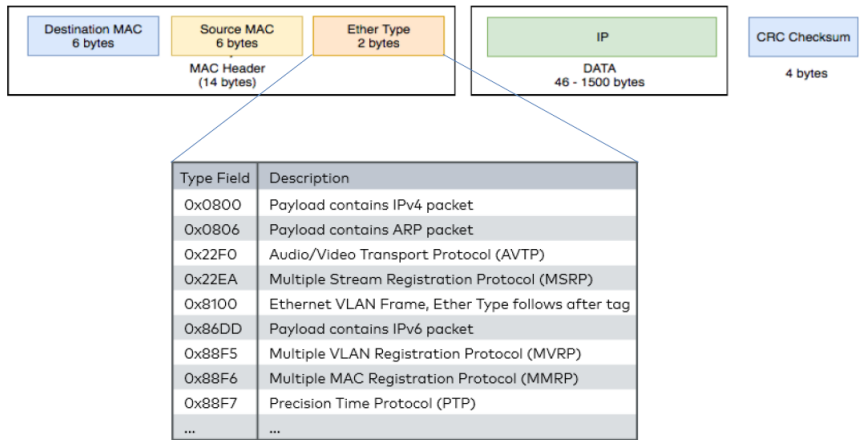 Destination MAC
6 bytes
Source MAC
6 bytes
Ether Type
2 bytes
MAC Header
(14 bytes)
IP
DATA
46 - 1500 bytes
CRC Checksum
4 bytes
Type Field Description
0x0800 Payload contains IPv4 packet
0x0806 Payload contains ARP packet
0x22F0 Audio/Video Transport Protocol (AVTP)
0x22EA Multiple Stream Registration Protocol (MSRP)
0x8100 Ethernet VLAN Frame, Ether Type follows after tag
0x86DD Payload contains IPv6 packet
0x88F5 Multiple VLAN Registration Protocol (MVRP)
0x88F6 Multiple MAC Registration Protocol (MMRP)
0x88F7 Precision Time Protocol (PTP)
... ...